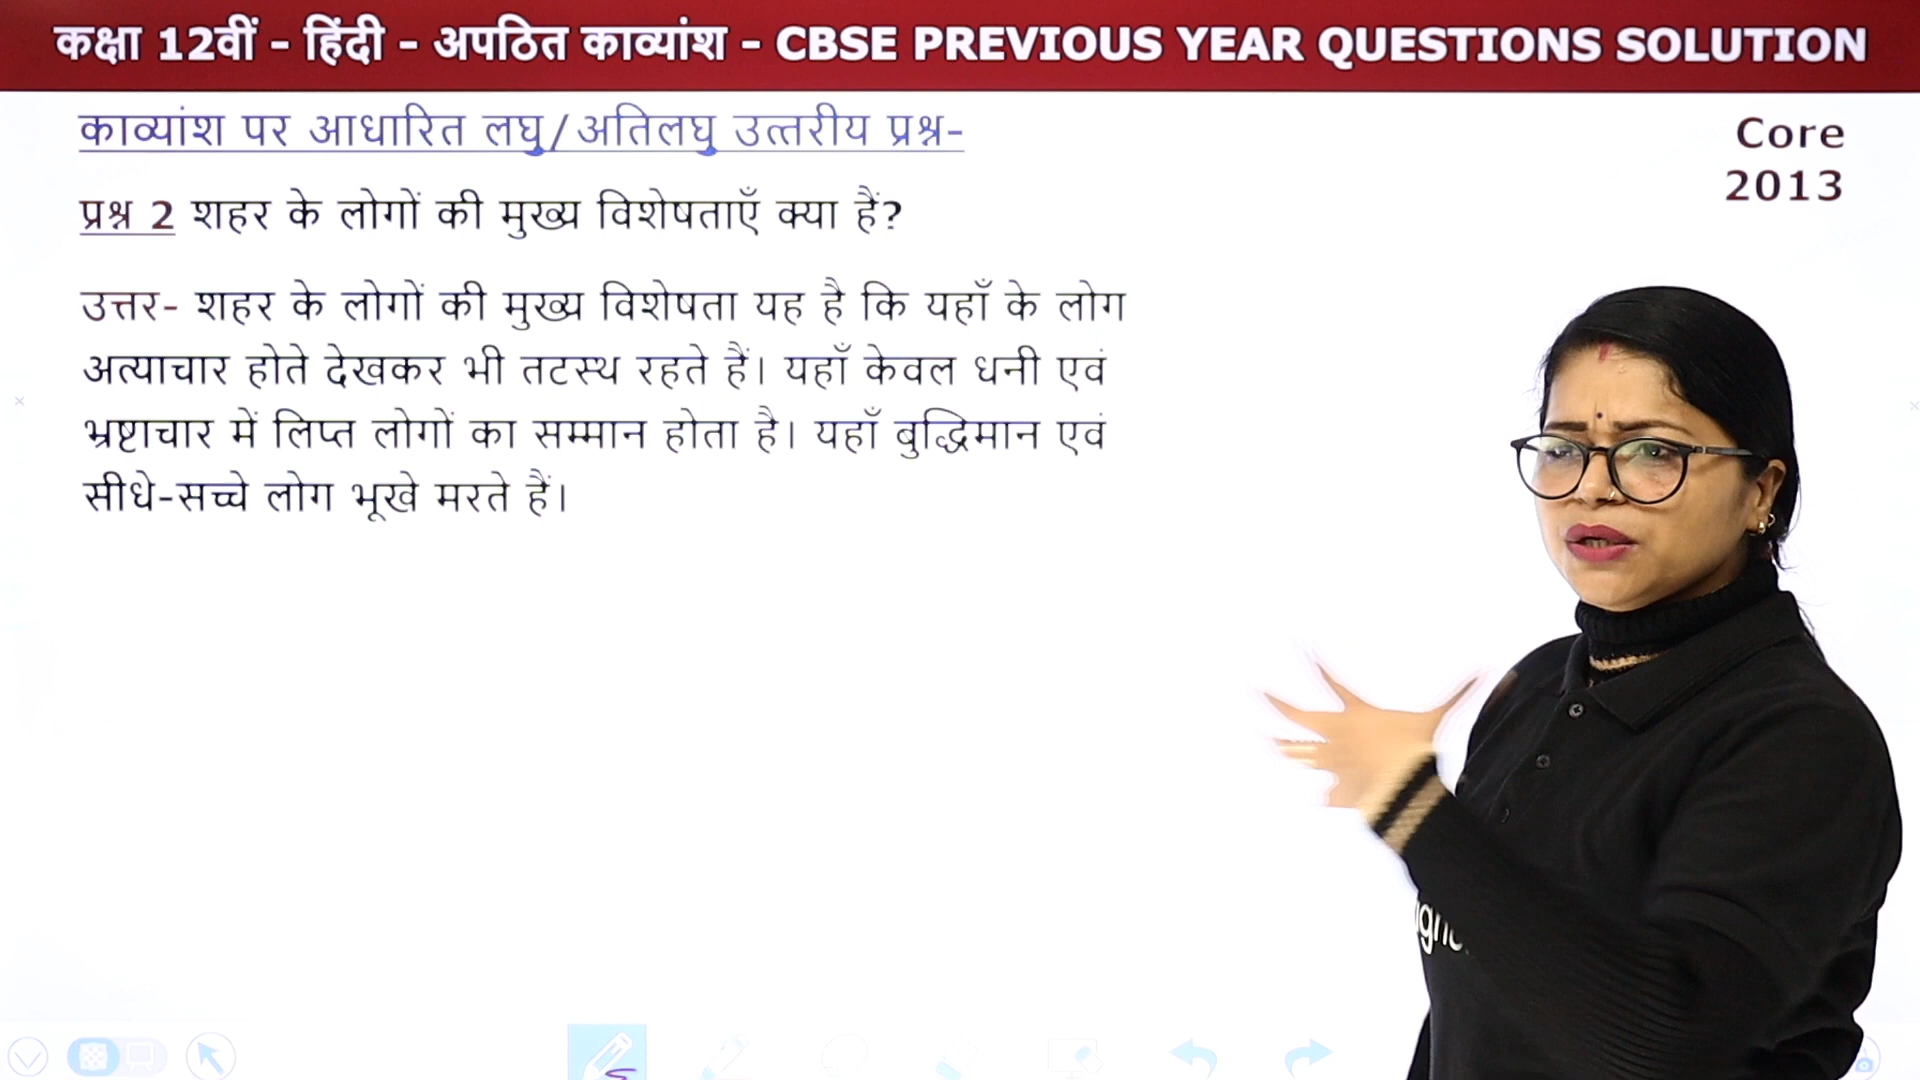 कक्षा 12वीं - हिंदी - अपठित काव्यांश - CBSE PREVIOUS YEAR QUESTIONS SOLUTION
काव्यांश पर आधारित लघु/अतिलघु उत्तरीय प्रश्न-
Core
2013
प्रश्न 2 शहर के लोगों की मुख्य विशेषताएँ क्या हैं?
उत्तर- शहर के लोगों की मुख्य विशेषता यह है कि यहाँ के लोग
अत्याचार होते देखकर भी तटस्थ रहते हैं। यहाँ केवल धनी एवं
भ्रष्टाचार में लिप्त लोगों का सम्मान होता है। यहाँ बुद्धिमान एवं
सीधे-सच्चे लोग भूखे मरते हैं।